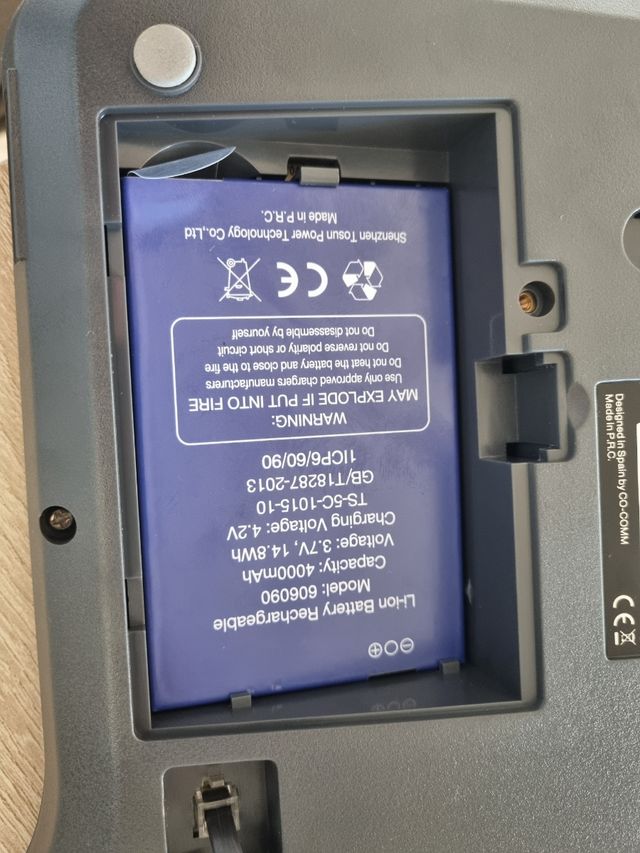 Li-ion Battery Rechargeable
Model: 606090
Capacity: 4000mAh
Voltage: 3.7V, 14.8Wh
Charging Voltage: 4.2V
TS-5C-1015-10
GB/T18287-2013
1ICP6/60/90
WARNING:
MAY EXPLODE IF PUT INTO FIRE
Use only approved chargers manufacturers
Do not heat the battery and close to the fire
Do not reverse polarity or short circuit
Do not disassemble by yourself
CE
Shenzhen Tosun Power Technology Co.,Ltd
Made in P.R.C.
Designed in Spain by CO-COMM
Made in P.R.C.
CE